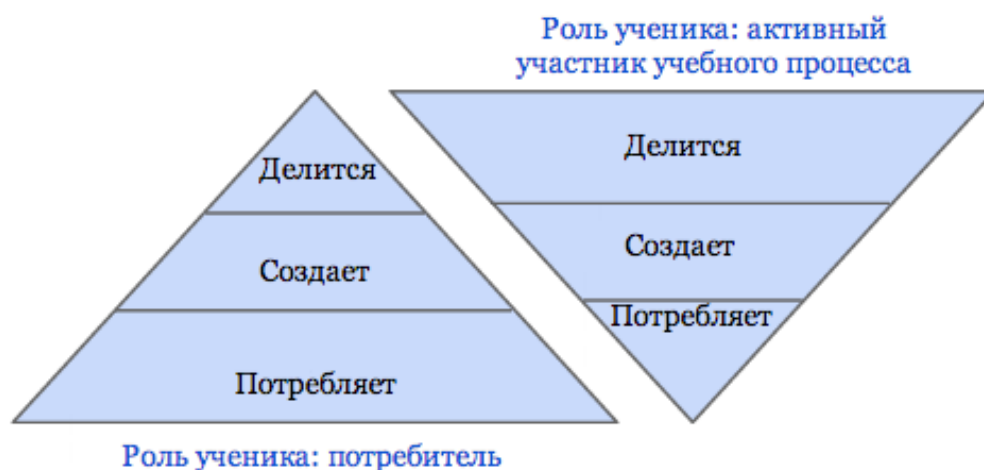 Роль ученика: активный
участник учебного процесса
Делится
Создает
Потребляет
Делится
Создает
Потребляет
Роль ученика: потребитель